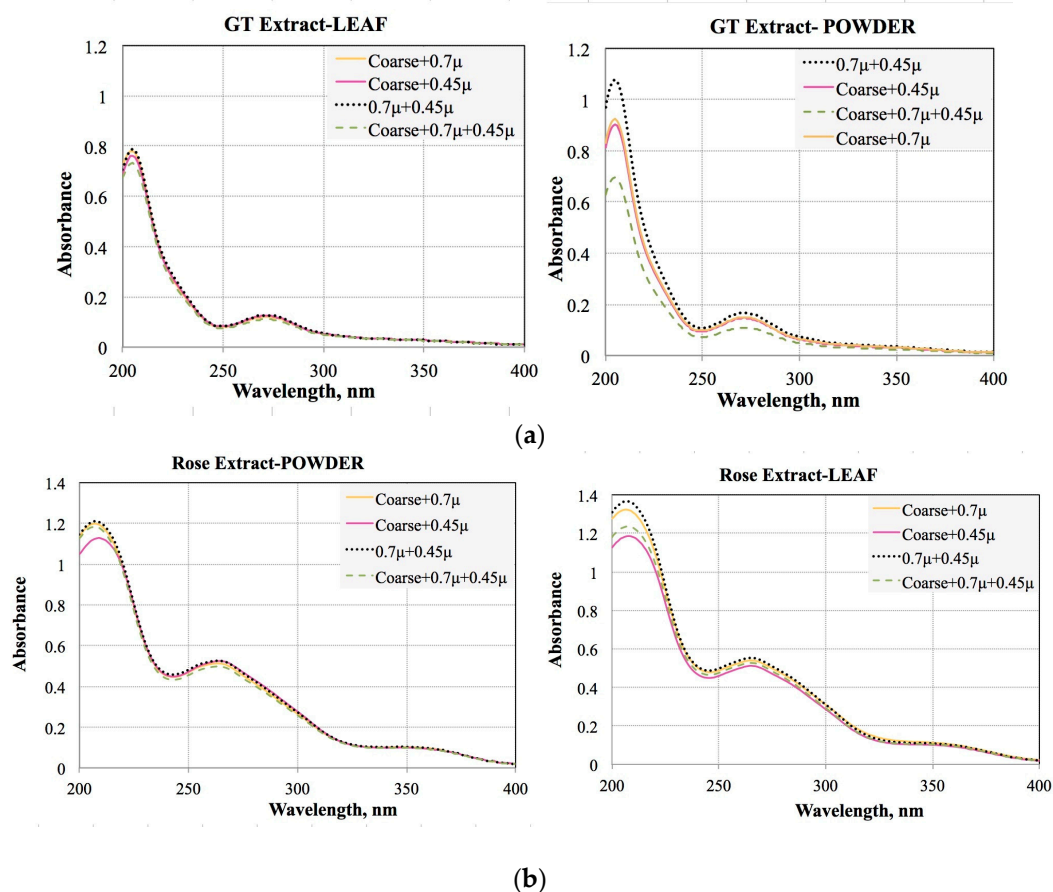 GT Extract-LEAF
1.2
1
0.8
0.6
0.4
0.2
0
Absorbance
Coarse+0.7μ
Coarse+0.45μ
0.7μ+0.45μ
Coarse+0.7μ+0.45μ
200
250
300
350
400
Wavelength, nm
GT Extract- POWDER
1.2
1
0.8
0.6
0.4
0.2
0
Absorbance
0.7μ+0.45μ
Coarse+0.45μ
Coarse+0.7μ+0.45μ
Coarse+0.7μ
200
250
300
350
400
Wavelength, nm
(a)
Rose Extract-POWDER
1.4
1.2
1
0.8
0.6
0.4
0.2
0
Absorbance
Coarse+0.7μ
Coarse+0.45μ
0.7μ+0.45μ
Coarse+0.7μ+0.45μ
200
250
300
350
400
Wavelength, nm
Rose Extract-LEAF
1.4
1.2
1
0.8
0.6
0.4
0.2
0
Absorbance
Coarse+0.7μ
Coarse+0.45μ
0.7μ+0.45μ
Coarse+0.7μ+0.45μ
200
250
300
350
400
Wavelength, nm
(b)